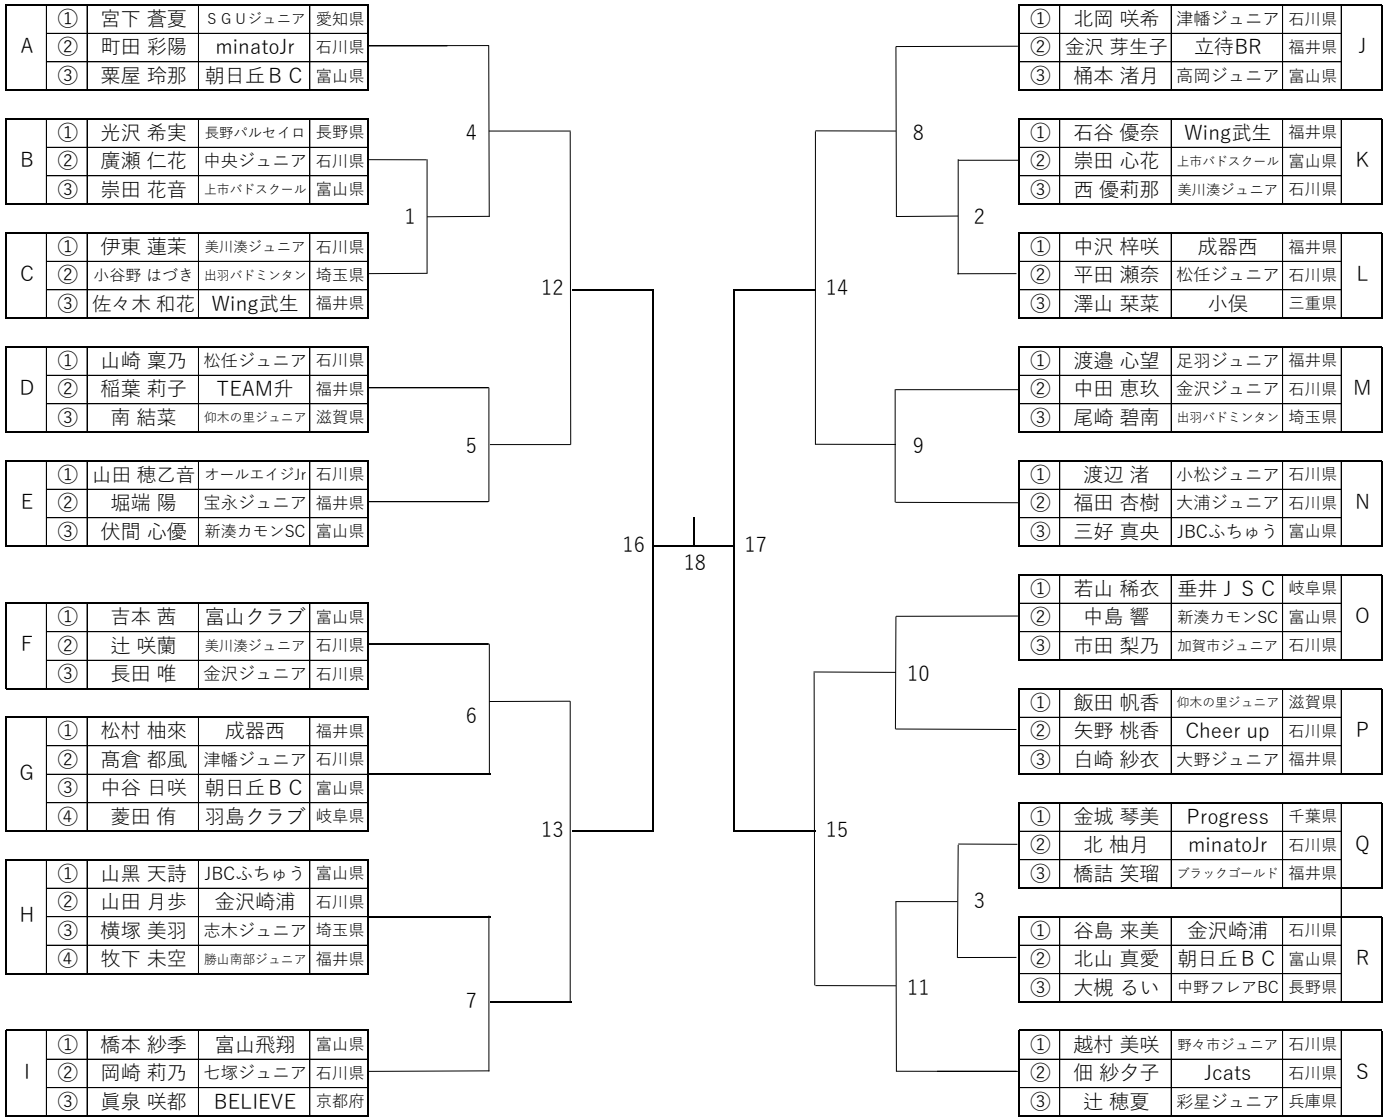 A
① 宮下 蒼夏 ＳＧＵジュニア 愛知県
② 町田 彩陽 minatoJr 石川県
③ 粟屋 玲那 朝日丘ＢＣ 富山県
B
① 光沢 希実 長野パルセイロ 長野県
② 廣瀬 仁花 中央ジュニア 石川県
③ 崇田 花音 上市バドスクール 富山県
C
① 伊東 蓮茉 美川湊ジュニア 石川県
② 小谷野 はづき 出羽バドミンタン 埼玉県
③ 佐々木 和花 Wing武生 福井県
D
① 山崎 稟乃 松任ジュニア 石川県
② 稲葉 莉子 TEAM升 福井県
③ 南 結菜 仰木の里ジュニア 滋賀県
E
① 山田 穂乙音 オールエイジJr 石川県
② 堀端 陽 宝永ジュニア 福井県
③ 伏間 心優 新湊カモンSC 富山県
F
① 吉本 茜 富山クラブ 富山県
② 辻 咲蘭 美川湊ジュニア 石川県
③ 長田 唯 金沢ジュニア 石川県
G
① 松村 柚來 成器西 福井県
② 髙倉 都風 津幡ジュニア 石川県
③ 中谷 日咲 朝日丘ＢＣ 富山県
④ 菱田 侑 羽島クラブ 岐阜県
H
① 山黑 天詩 JBCふちゅう 富山県
② 山田 月歩 金沢崎浦 石川県
③ 横塚 美羽 志木ジュニア 埼玉県
④ 牧下 未空 勝山南部ジュニア 福井県
I
① 橋本 紗季 富山飛翔 富山県
② 岡崎 莉乃 七塚ジュニア 石川県
③ 眞泉 咲都 BELIEVE 京都府
4
1
12
5
16
6
13
7
18
8
2
14
9
17
10
15
3
11
J
① 北岡 咲希 津幡ジュニア 石川県
② 金沢 芽生子 立待BR 福井県
③ 桶本 渚月 高岡ジュニア 富山県
K
① 石谷 優奈 Wing武生 福井県
② 崇田 心花 上市バドスクール 富山県
③ 西 優莉那 美川湊ジュニア 石川県
L
① 中沢 梓咲 成器西 福井県
② 平田 瀬奈 松任ジュニア 石川県
③ 澤山 栞菜 小俣 三重県
M
① 渡邉 心望 足羽ジュニア 福井県
② 中田 恵玖 金沢ジュニア 石川県
③ 尾崎 碧南 出羽バドミンタン 埼玉県
N
① 渡辺 渚 小松ジュニア 石川県
② 福田 杏樹 大浦ジュニア 石川県
③ 三好 真央 JBCふちゅう 富山県
O
① 若山 稀衣 垂井ＪＳＣ 岐阜県
② 中島 響 新湊カモンSC 富山県
③ 市田 梨乃 加賀市ジュニア 石川県
P
① 飯田 帆香 仰木の里ジュニア 滋賀県
② 矢野 桃香 Cheer up 石川県
③ 白崎 紗衣 大野ジュニア 福井県
Q
① 金城 琴美 Progress 千葉県
② 北 柚月 minatoJr 石川県
③ 橋詰 笑瑠 ブラックゴールド 福井県
R
① 谷島 来美 金沢崎浦 石川県
② 北山 真愛 朝日丘ＢＣ 富山県
③ 大槻 るい 中野フレアBC 長野県
S
① 越村 美咲 野々市ジュニア 石川県
② 佃 紗夕子 Jcats 石川県
③ 辻 穂夏 彩星ジュニア 兵庫県